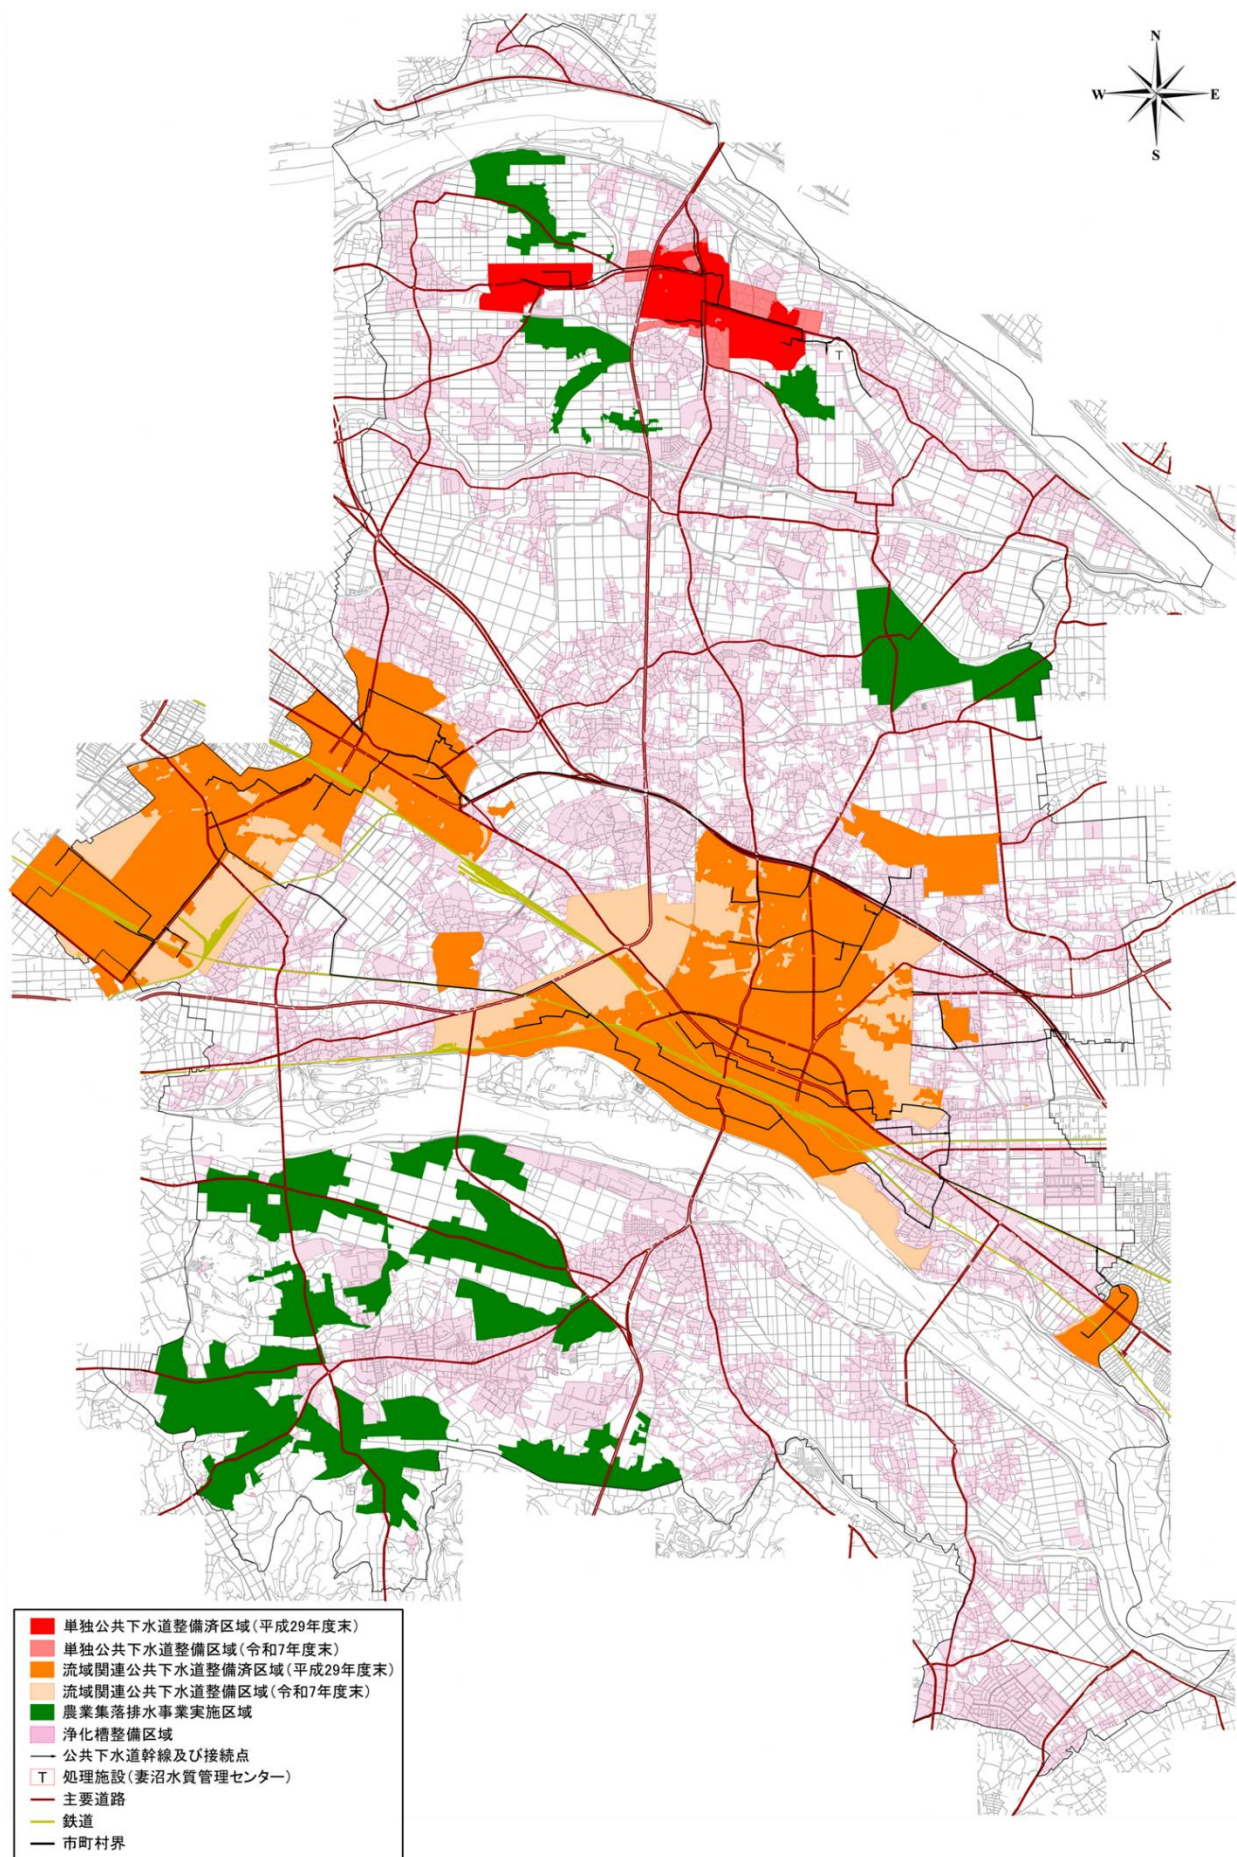 N
W
E
S
T
単独公共下水道整備済区域(平成29年度末)
単独公共下水道整備区域(令和7年度末)
流域関連公共下水道整備済区域(平成29年度末)
流域関連公共下水道整備区域(令和7年度末)
農業集落排水事業実施区域
浄化槽整備区域
公共下水道幹線及び接続点
T 処理施設(妻沼水質管理センター)
主要道路
鉄道
市町村界